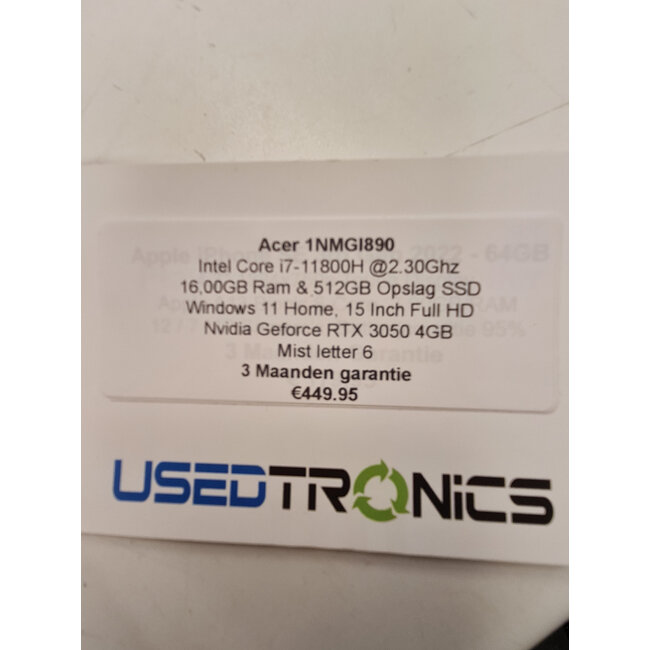 Acer 1NMGI890
Intel Core i7-11800H @2.30Ghz
16,00GB Ram & 512GB Opslag SSD
Windows 11 Home, 15 Inch Full HD
Nvidia Geforce RTX 3050 4GB
Mist letter 6
3 Maanden garantie
€449.95
USEDTRONiCS